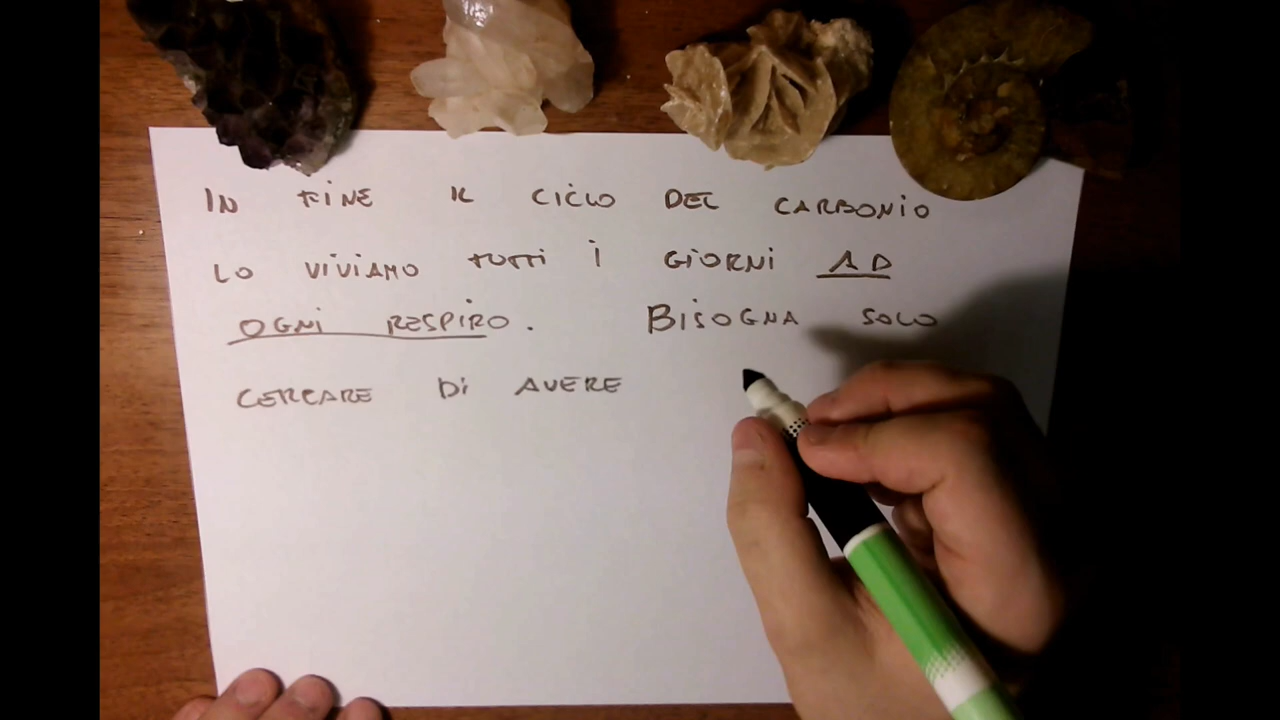 IN FINE IL CICLO DEL CARBONIO
LO VIVIAMO TUTTI I GIORNI AD
OGNI RESPIRO. BISOGNA SOLO
CERCARE DI AVERE